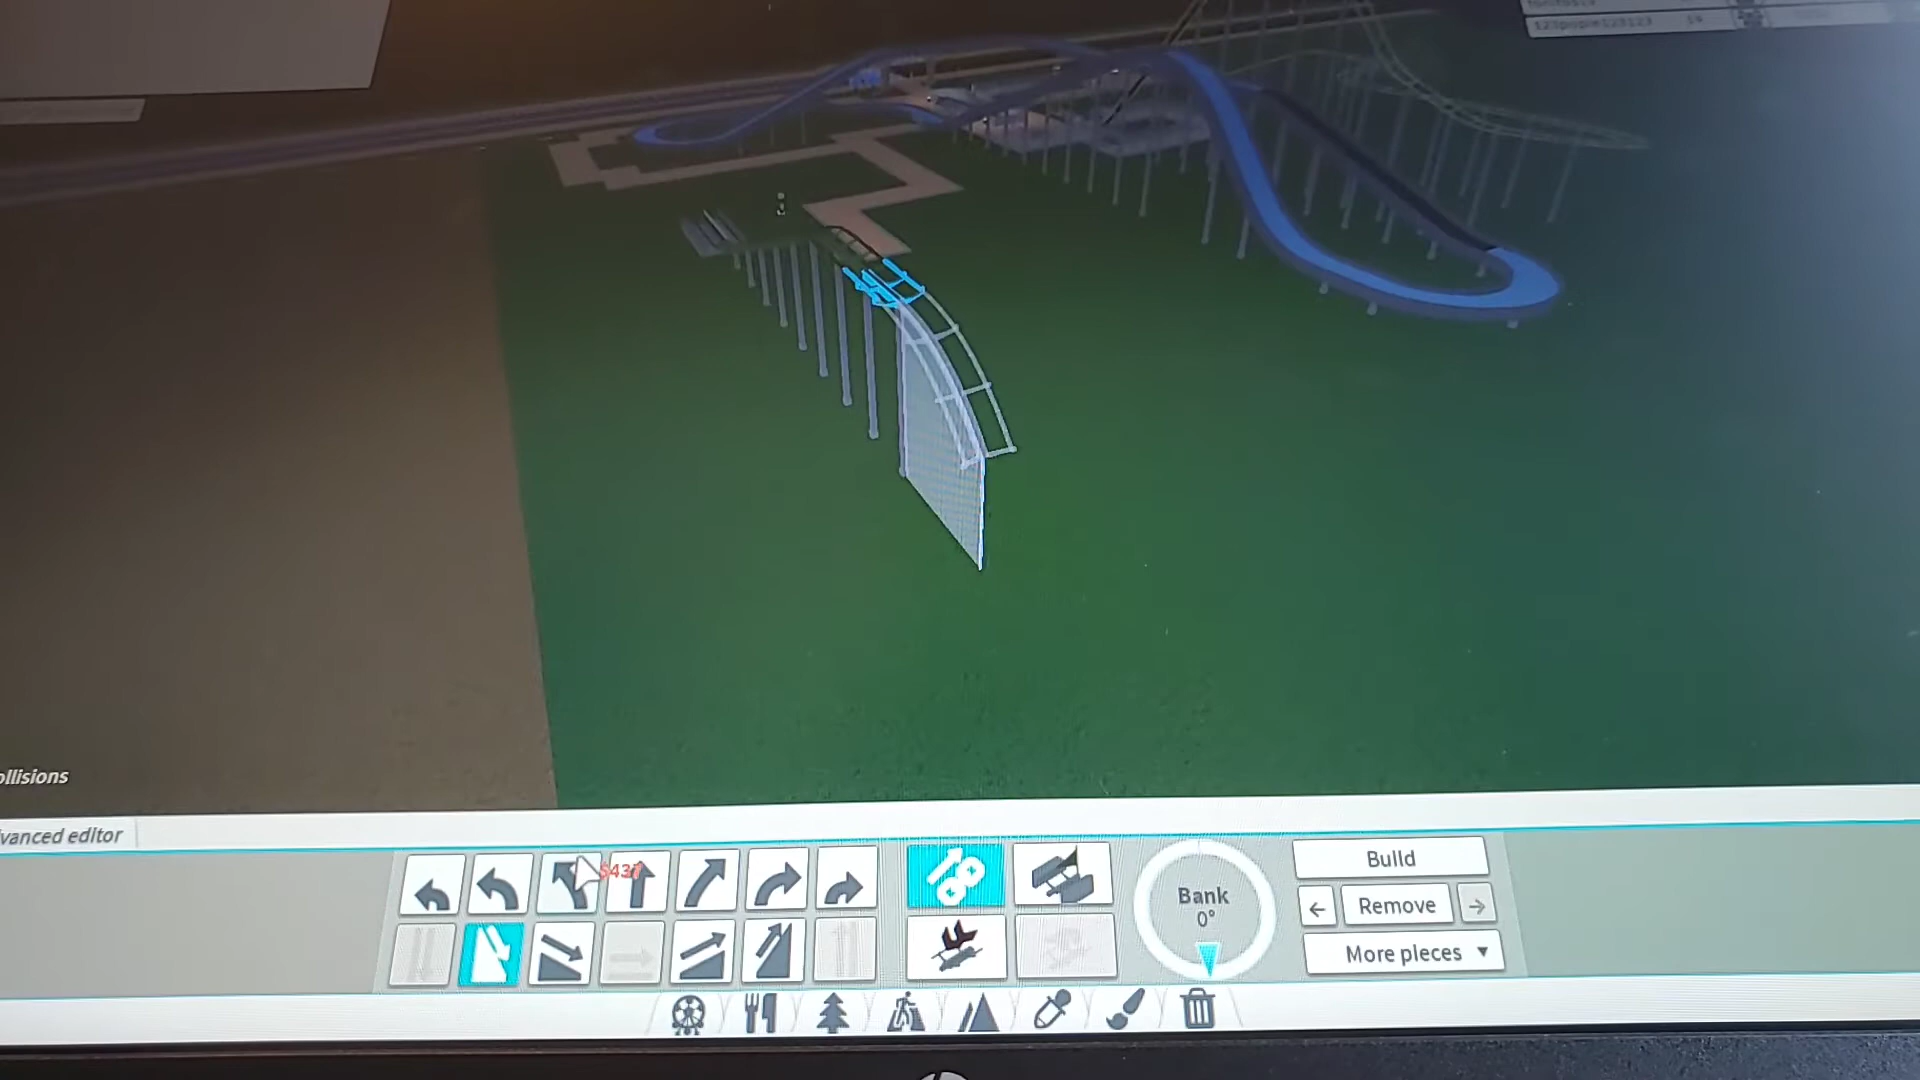 ollisions
vanced editor
$437
Bank
0°
Build
Remove
More pieces